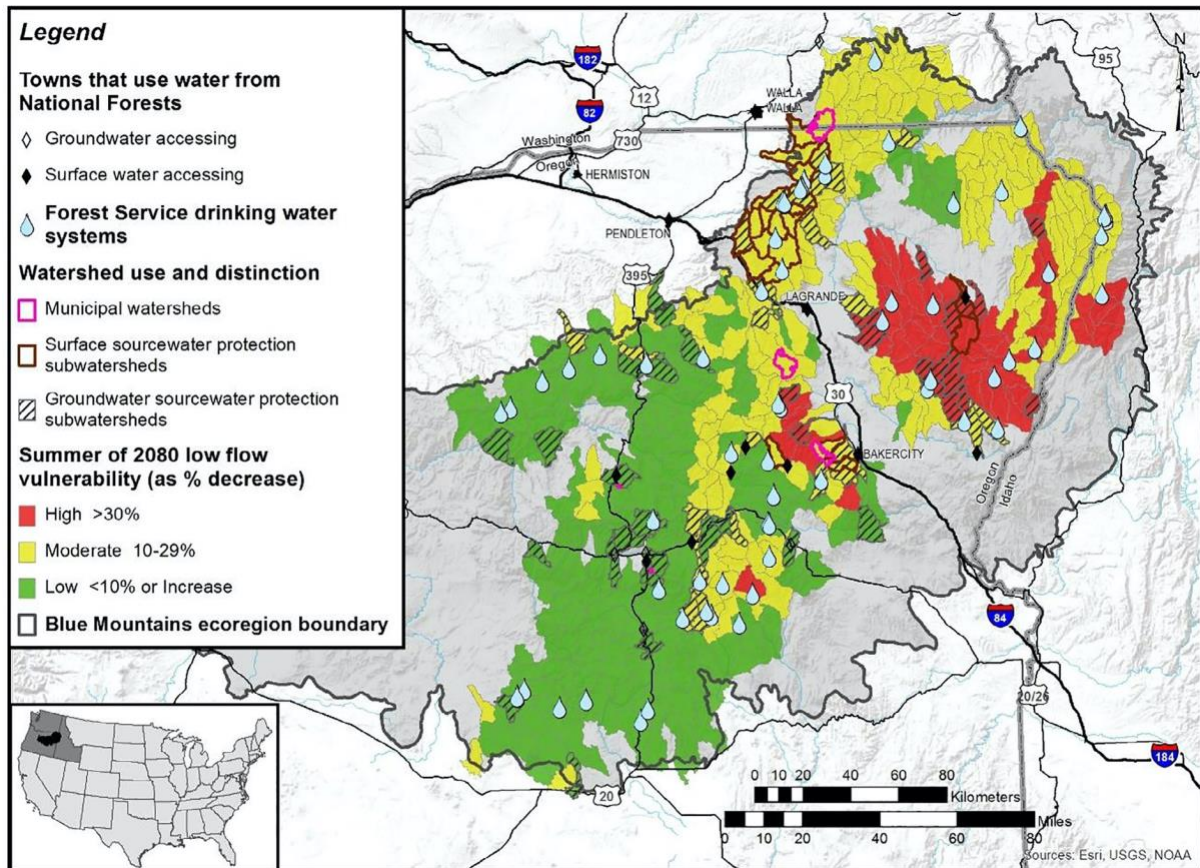 Legend
Towns that use water from
National Forests
Groundwater accessing
Surface water accessing
Forest Service drinking water
systems
Watershed use and distinction
Municipal watersheds
Surface sourcewater protection
subwatersheds
Groundwater sourcewater protection
subwatersheds
Summer of 2080 low flow
vulnerability (as % decrease)
High >30%
Moderate 10-29%
Low <10% or Increase
Blue Mountains ecoregion boundary
182
82
12
730
Washington
Oregon
HERMISTON
WALLA
WALLA
PENDLETON
395
LAGRANDE
30
BAKERCITY
95
N
Oregon
Idaho
84
20/26
184
20
0 5 10 20 40 60 80
Kilometers
0 5 10 20 40 60 80
Miles
Sources: Esri, USGS, NOAA